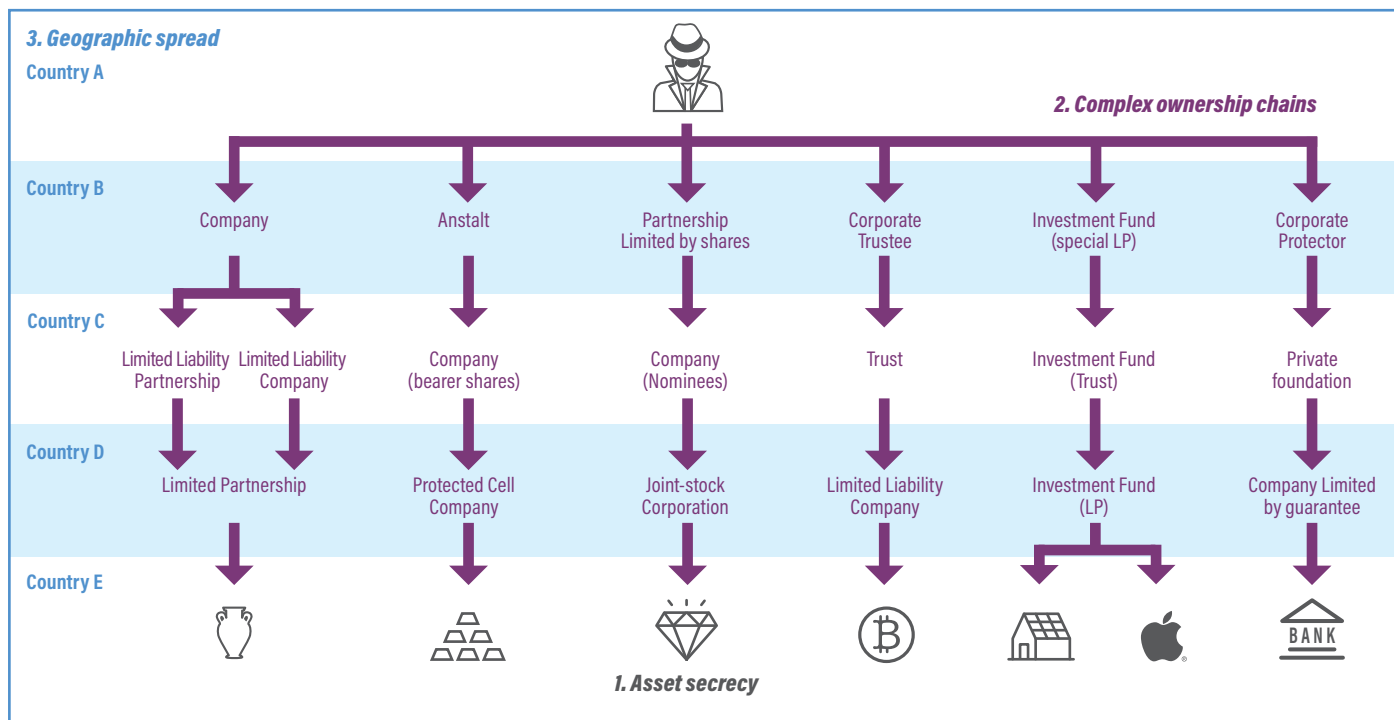 3. Geographic spread
Country A
2. Complex ownership chains
Country B
Company
Anstalt
Partnership
Limited by shares
Corporate
Trustee
Investment Fund
(special LP)
Corporate
Protector
Country C
Limited Liability
Partnership
Limited Liability
Company
Company
(bearer shares)
Company
(Nominees)
Trust
Investment Fund
(Trust)
Private
foundation
Country D
Limited Partnership
Protected Cell
Company
Joint-stock
Corporation
Limited Liability
Company
Investment Fund
(LP)
Company Limited
by guarantee
Country E
B
®
BANK
1. Asset secrecy